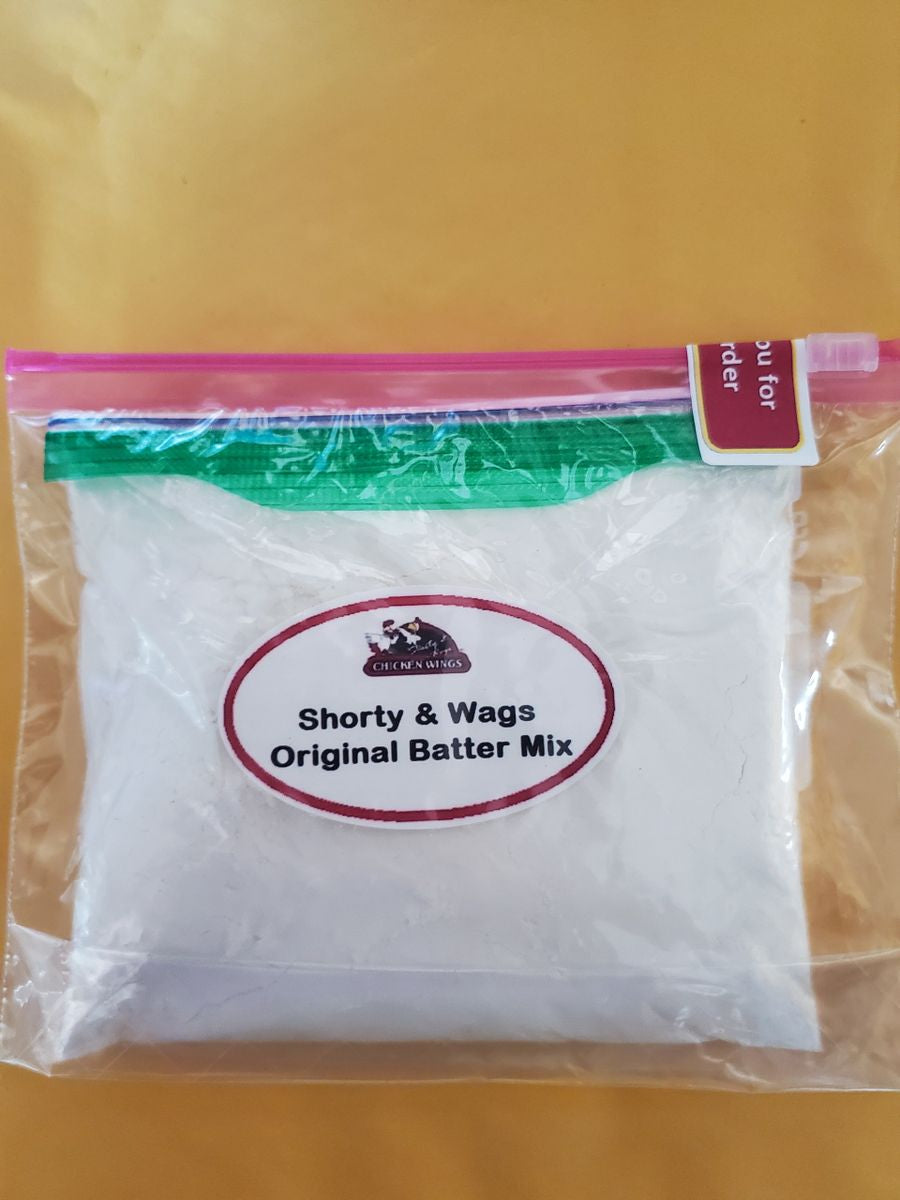 ou for
rder
CHICKEN WINGS
Shorty & Wags
Original Batter Mix